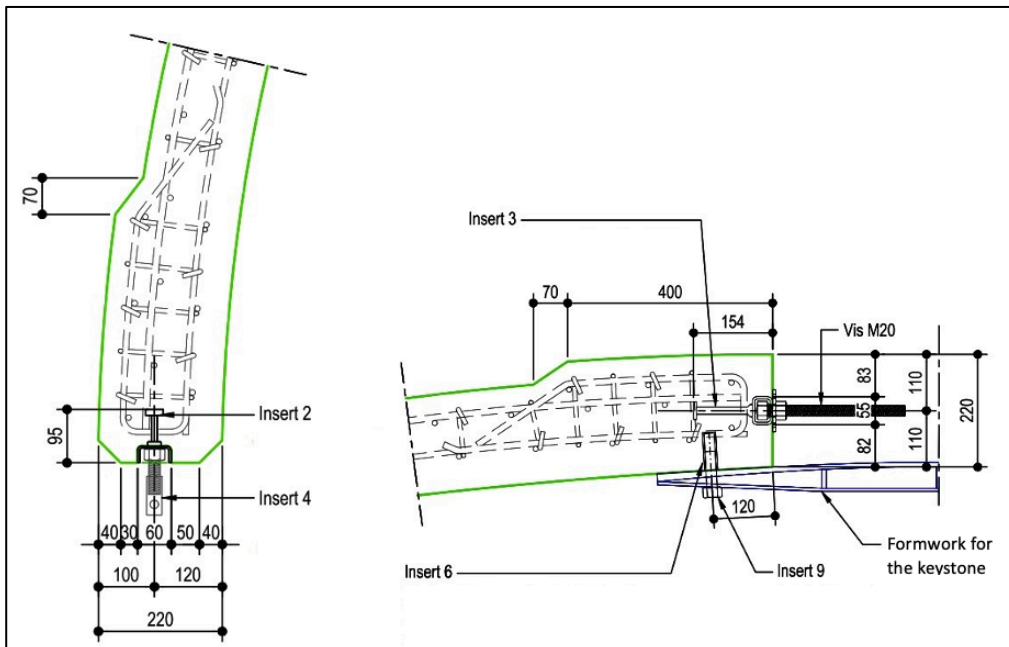 70
95
Insert 2
Insert 4
40 30 60 50 40
100 120
220
Insert 3
70 400
154
Vis M20
83
55
82
110
110
220
120
Insert 6
Insert 9
Formwork for
the keystone